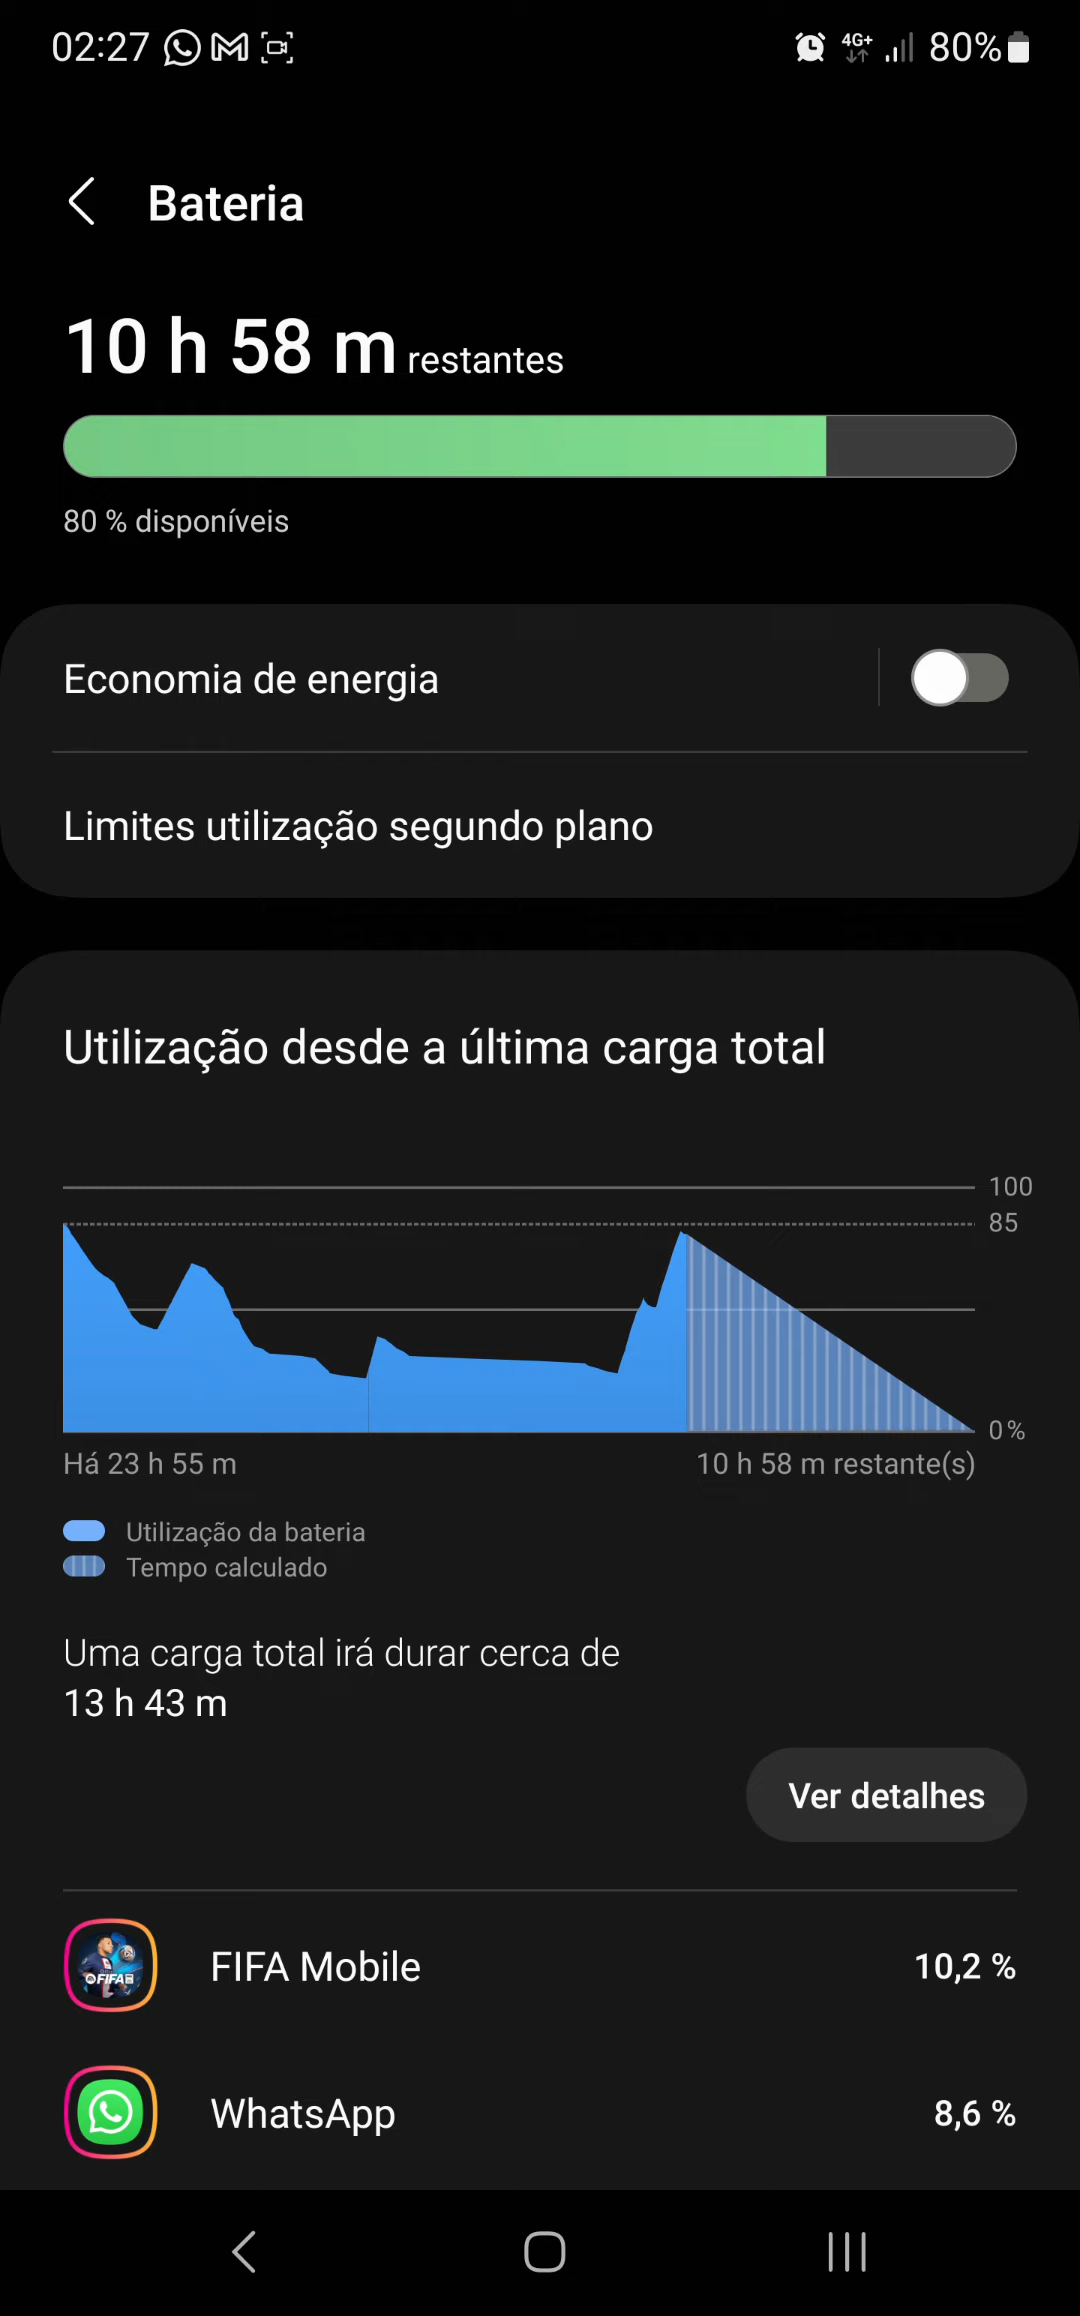 02:27
4G+ 80%
Bateria
10 h 58 m restantes
80 % disponíveis
Economia de energia
Limites utilização segundo plano
Utilização desde a última carga total
100
85
0%
Há 23 h 55 m
10 h 58 m restante(s)
Utilização da bateria
Tempo calculado
Uma carga total irá durar cerca de
13 h 43 m
Ver detalhes
FIFA
FIFA Mobile
10,2 %
WhatsApp
8,6 %